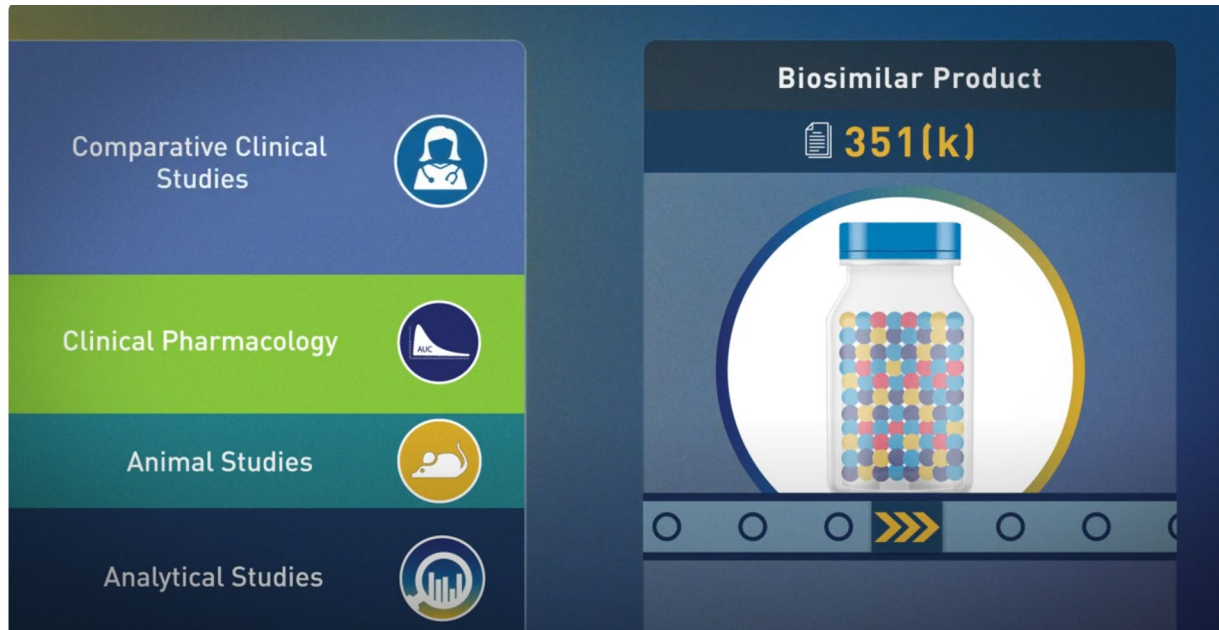 Comparative Clinical
Studies
Clinical Pharmacology
AUC
Animal Studies
Analytical Studies
Biosimilar Product
351(k)